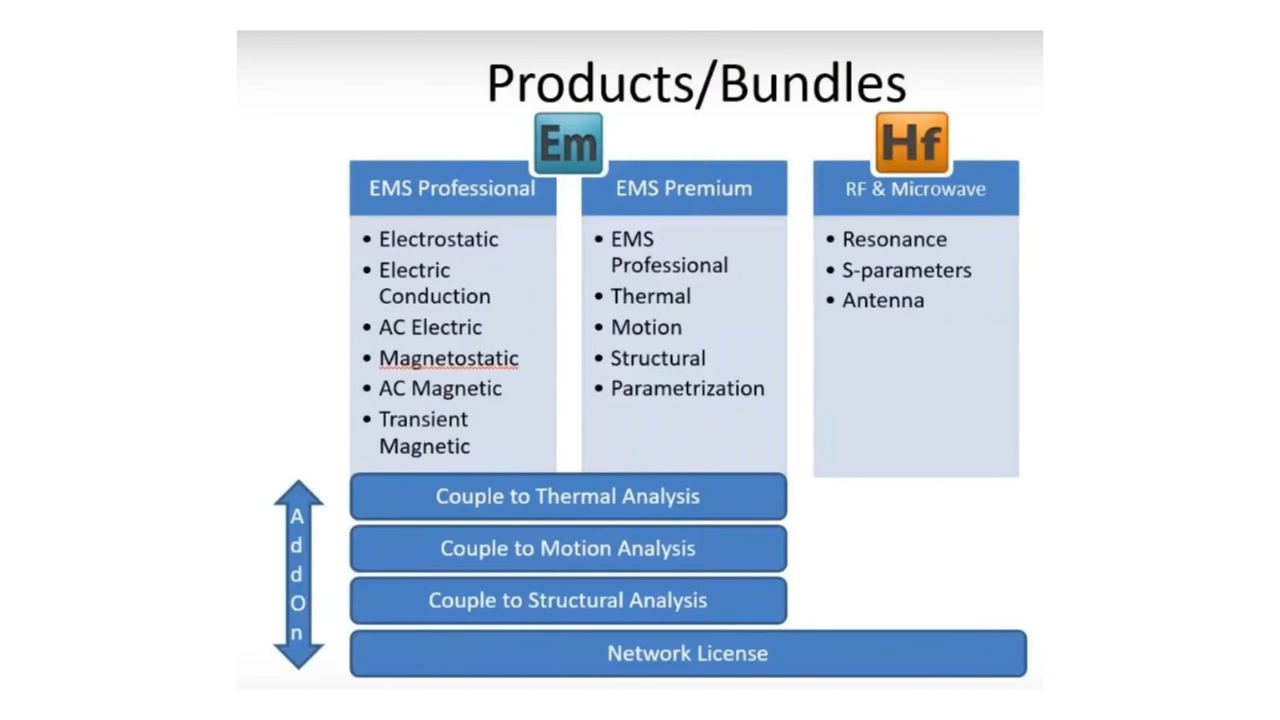 Products/Bundles
Em
Hf
EMS Professional
• Electrostatic
• Electric
Conduction
• AC Electric
• Magnetostatic
• AC Magnetic
• Transient
Magnetic
EMS Premium
• EMS
Professional
• Thermal
• Motion
• Structural
• Parametrization
RF & Microwave
• Resonance
• S-parameters
• Antenna
AddOn
Couple to Thermal Analysis
Couple to Motion Analysis
Couple to Structural Analysis
Network License